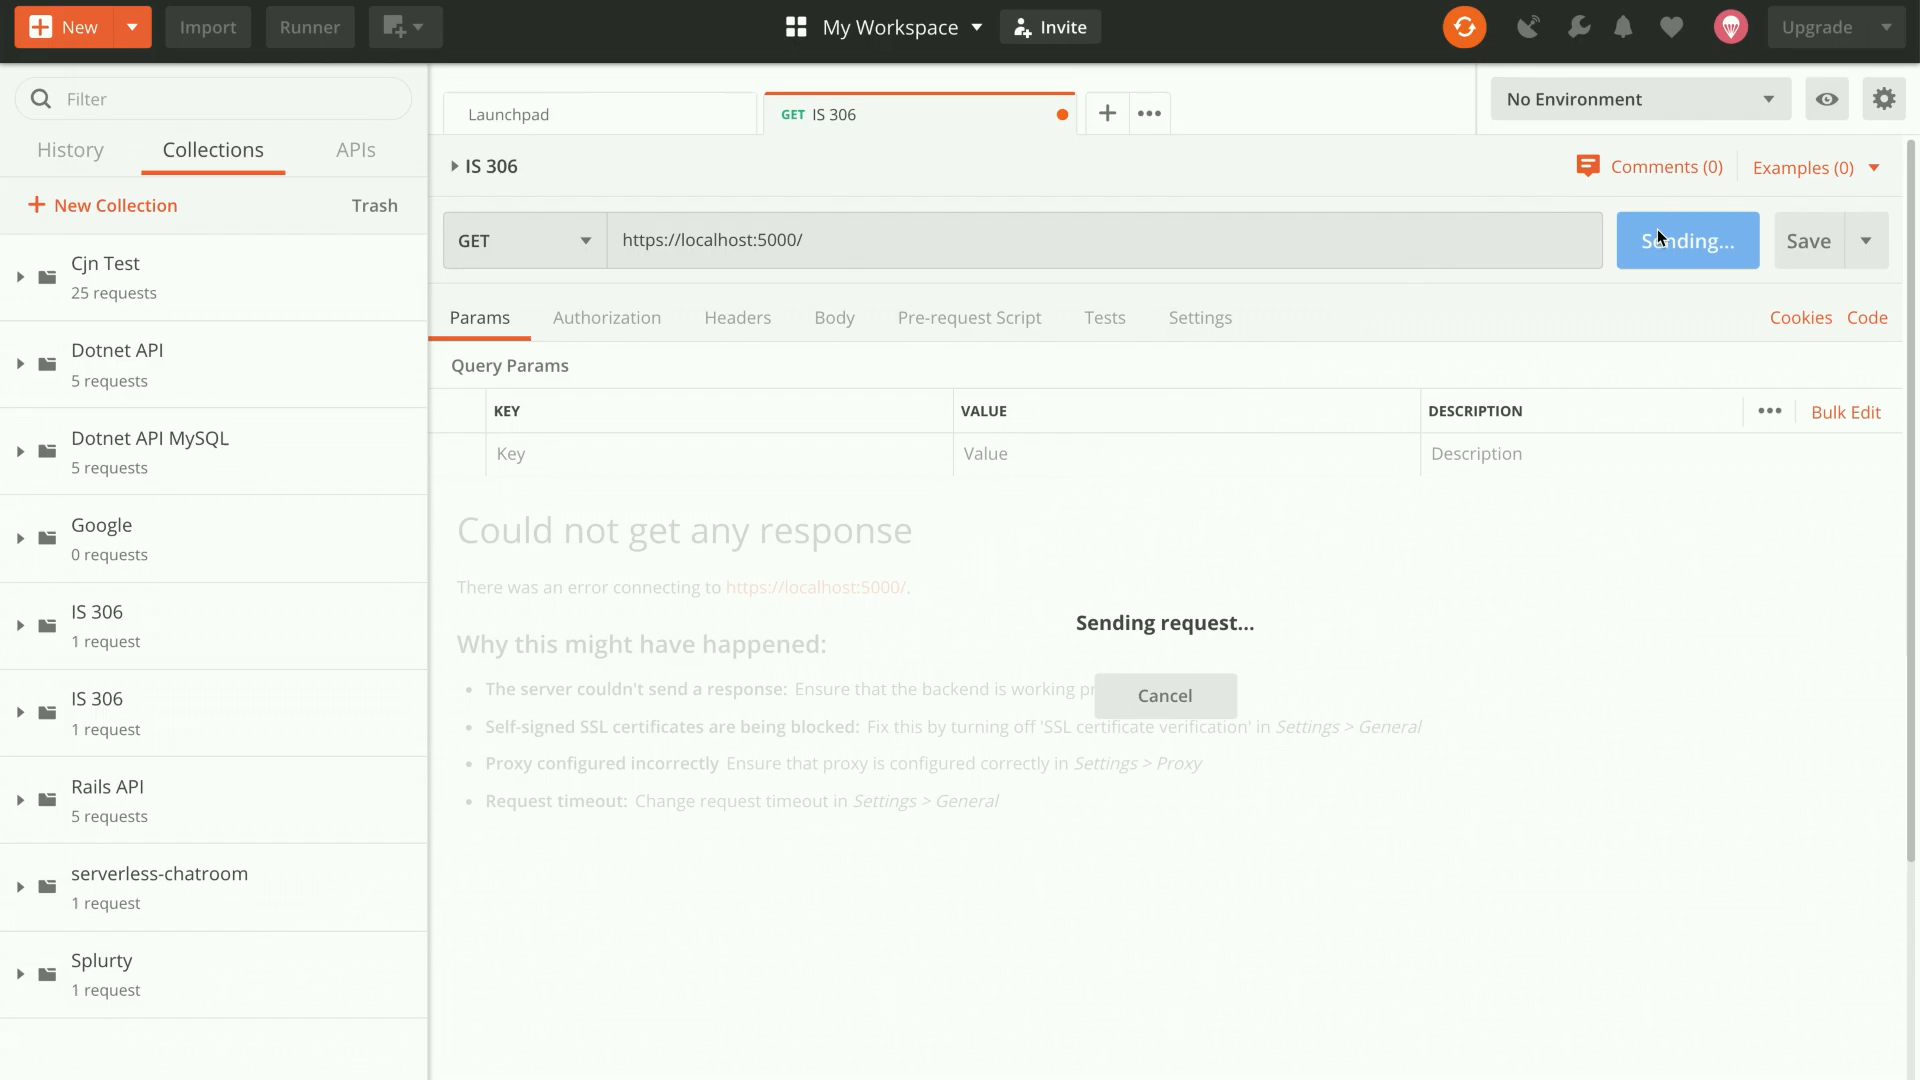 New
Import
Runner
My Workspace
Invite
Upgrade
Filter
History
Collections
APIs
New Collection
Trash
Cjn Test
25 requests
Dotnet API
5 requests
Dotnet API MySQL
5 requests
Google
0 requests
IS 306
1 request
IS 306
1 request
Rails API
5 requests
serverless-chatroom
1 request
Splurty
1 request
Launchpad
GET IS 306
No Environment
IS 306
Comments (0)
Examples (0)
GET
https://localhost:5000/
Sending...
Save
Params
Authorization
Headers
Body
Pre-request Script
Tests
Settings
Cookies
Code
Query Params
KEY
VALUE
DESCRIPTION
Bulk Edit
Key
Value
Description
Could not get any response
There was an error connecting to https://localhost:5000/.
Sending request...
Why this might have happened:
The server couldn't send a response: Ensure that the backend is working
Cancel
Self-signed SSL certificates are being blocked: Fix this by turning off 'SSL certificate verification' in Settings > General
Proxy configured incorrectly Ensure that proxy is configured correctly in Settings > Proxy
Request timeout: Change request timeout in Settings > General